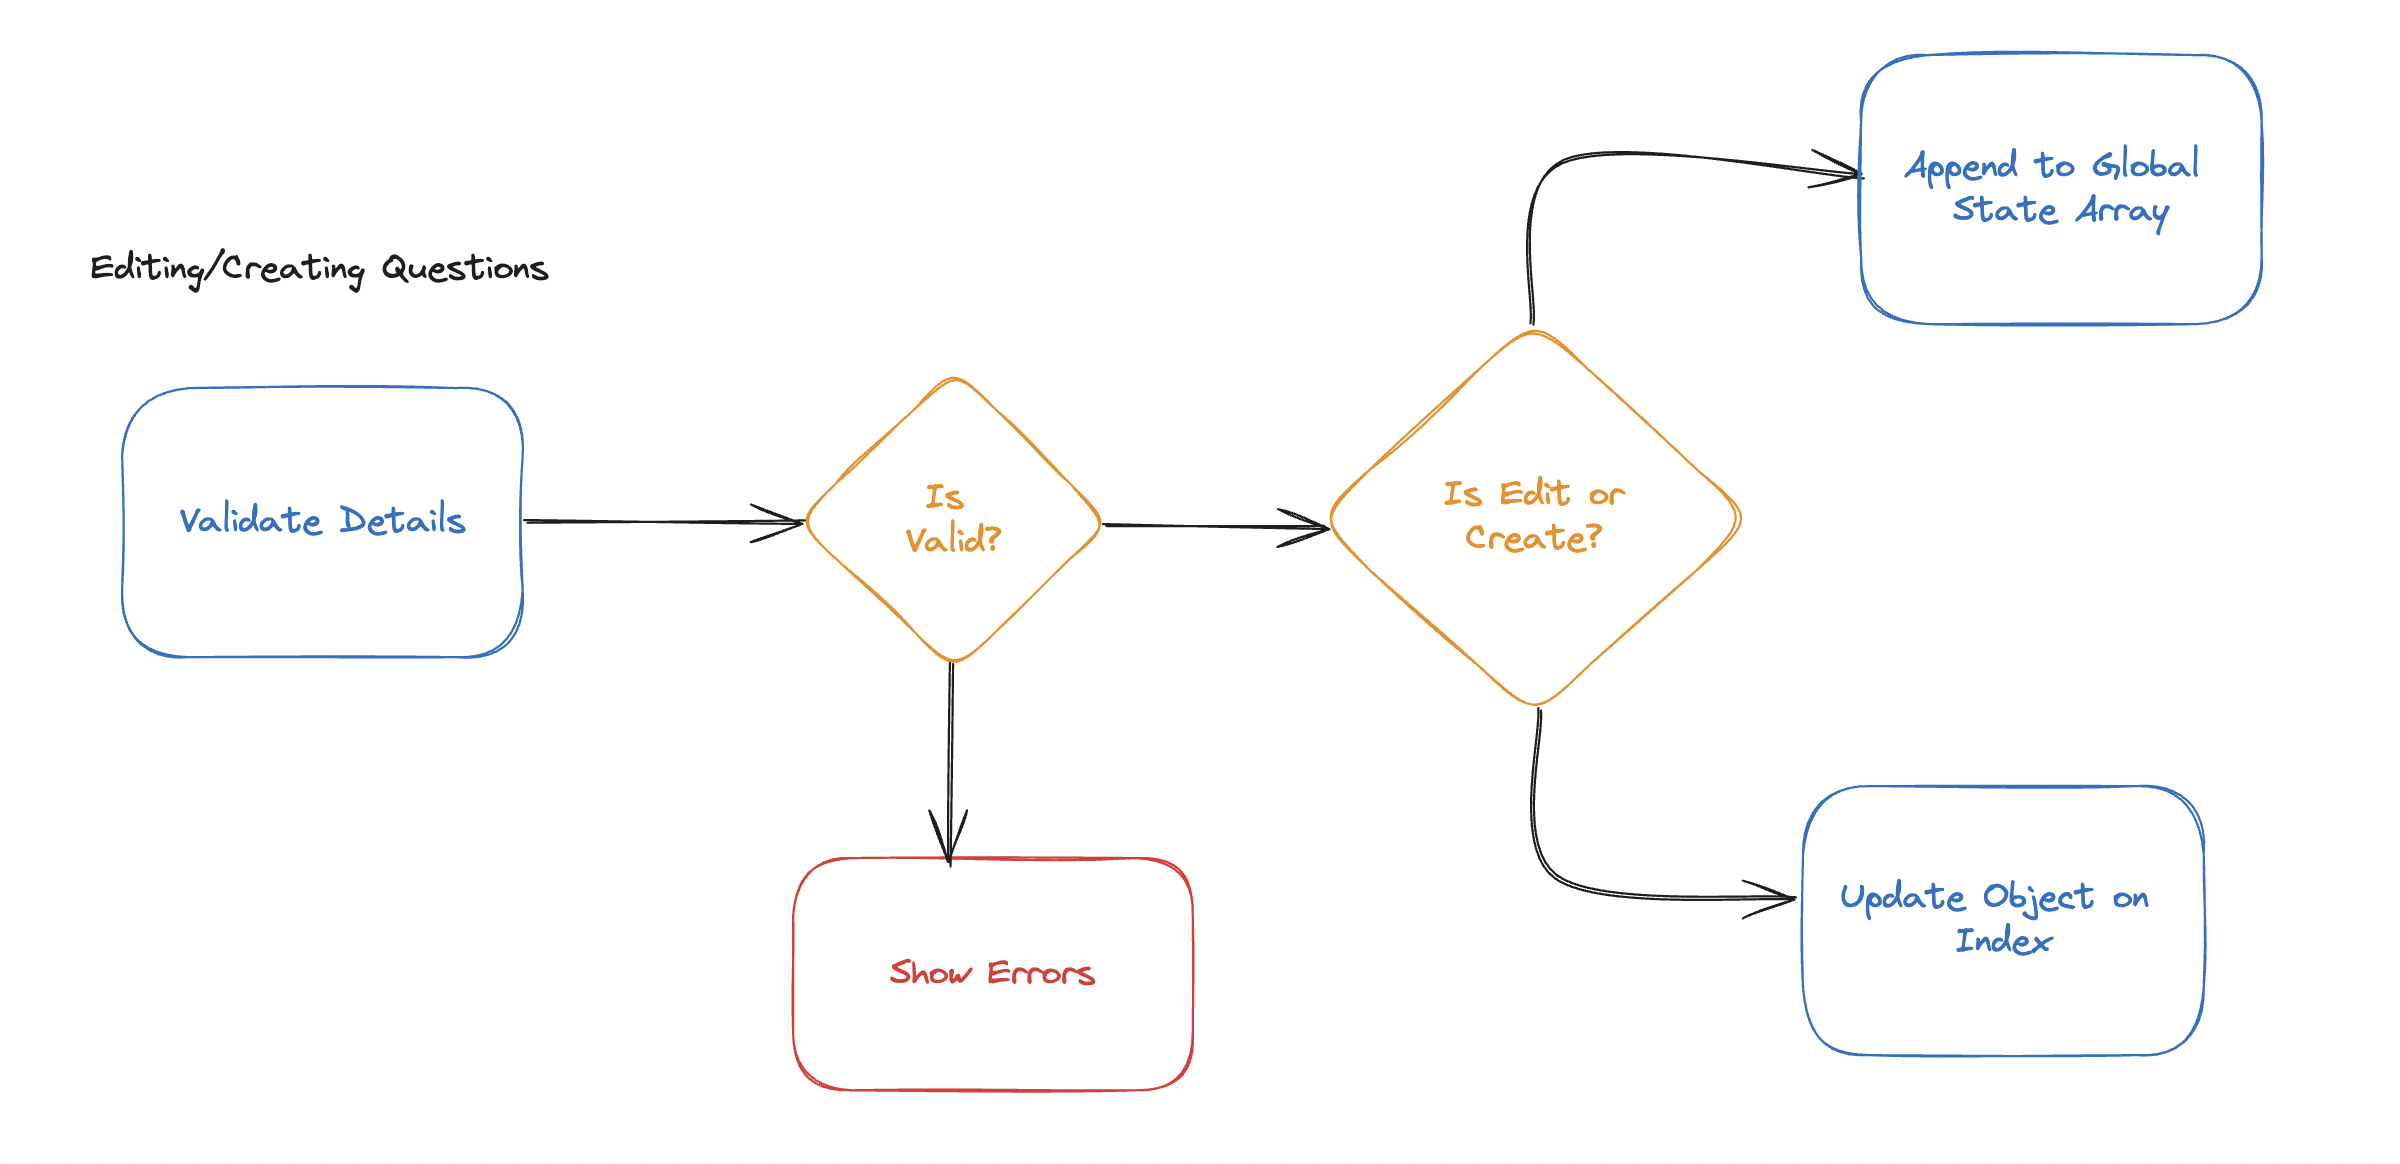 Editing/Creating Questions
Validate Details
Is
Valid?
Show Errors
Is Edit or
Create?
Append to Global
State Array
Update Object on
Index